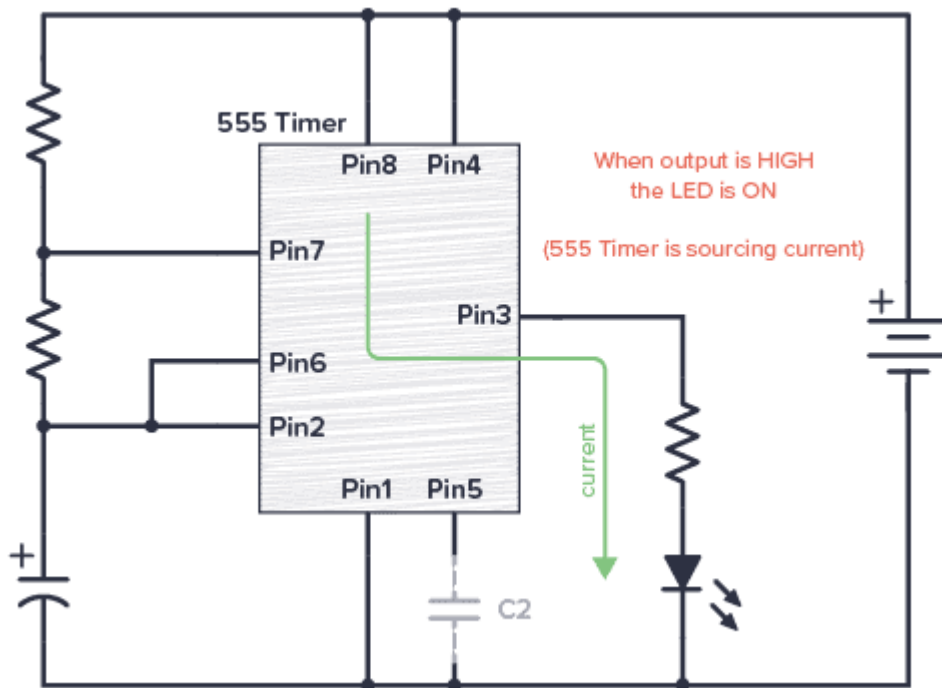 555 Timer
Pin8 Pin4
When output is HIGH
the LED is ON
(555 Timer is sourcing current)
Pin7
+
Pin3
Pin6
Pin2
current
Pin1 Pin5
+
C2